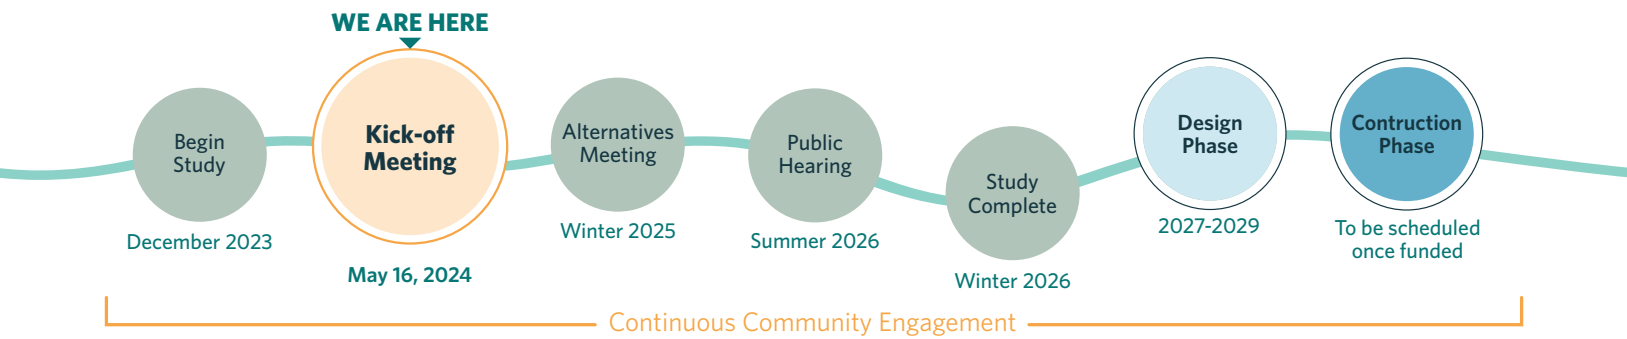 WE ARE HERE
Begin
Study
December 2023
Kick-off
Meeting
May 16, 2024
Alternatives
Meeting
Winter 2025
Public
Hearing
Summer 2026
Study
Complete
Winter 2026
Design
Phase
2027-2029
Contruction
Phase
To be scheduled
once funded
Continuous Community Engagement